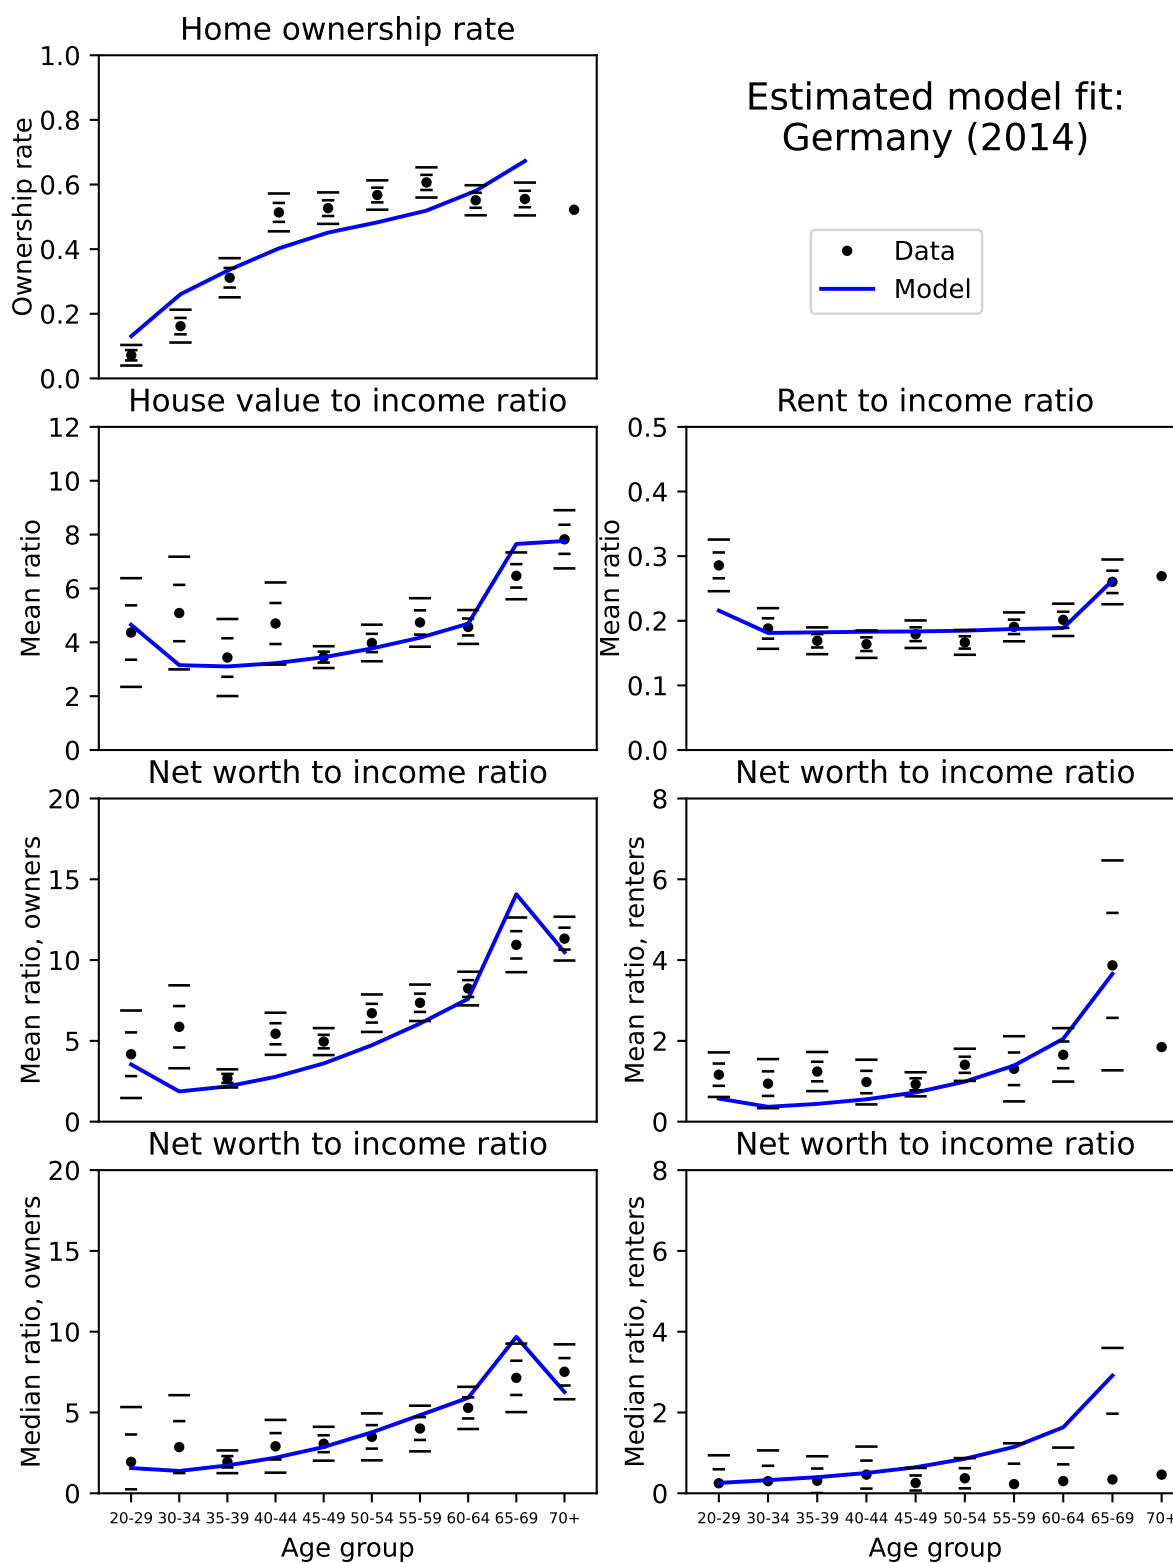 Home ownership rate
1.0
0.8
0.6
0.4
0.2
0.0
Ownership rate
Estimated model fit:
Germany (2014)
Data
Model
House value to income ratio
12
10
8
6
4
2
0
Mean ratio
Rent to income ratio
0.5
0.4
0.3
0.2
0.1
0.0
Mean ratio
Net worth to income ratio
20
15
10
5
0
Mean ratio, owners
Net worth to income ratio
8
6
4
2
0
Mean ratio, renters
Net worth to income ratio
20
15
10
5
0
Median ratio, owners
20-29 30-34 35-39 40-44 45-49 50-54 55-59 60-64 65-69 70+
Age group
Net worth to income ratio
8
6
4
2
0
Median ratio, renters
20-29 30-34 35-39 40-44 45-49 50-54 55-59 60-64 65-69 70+
Age group